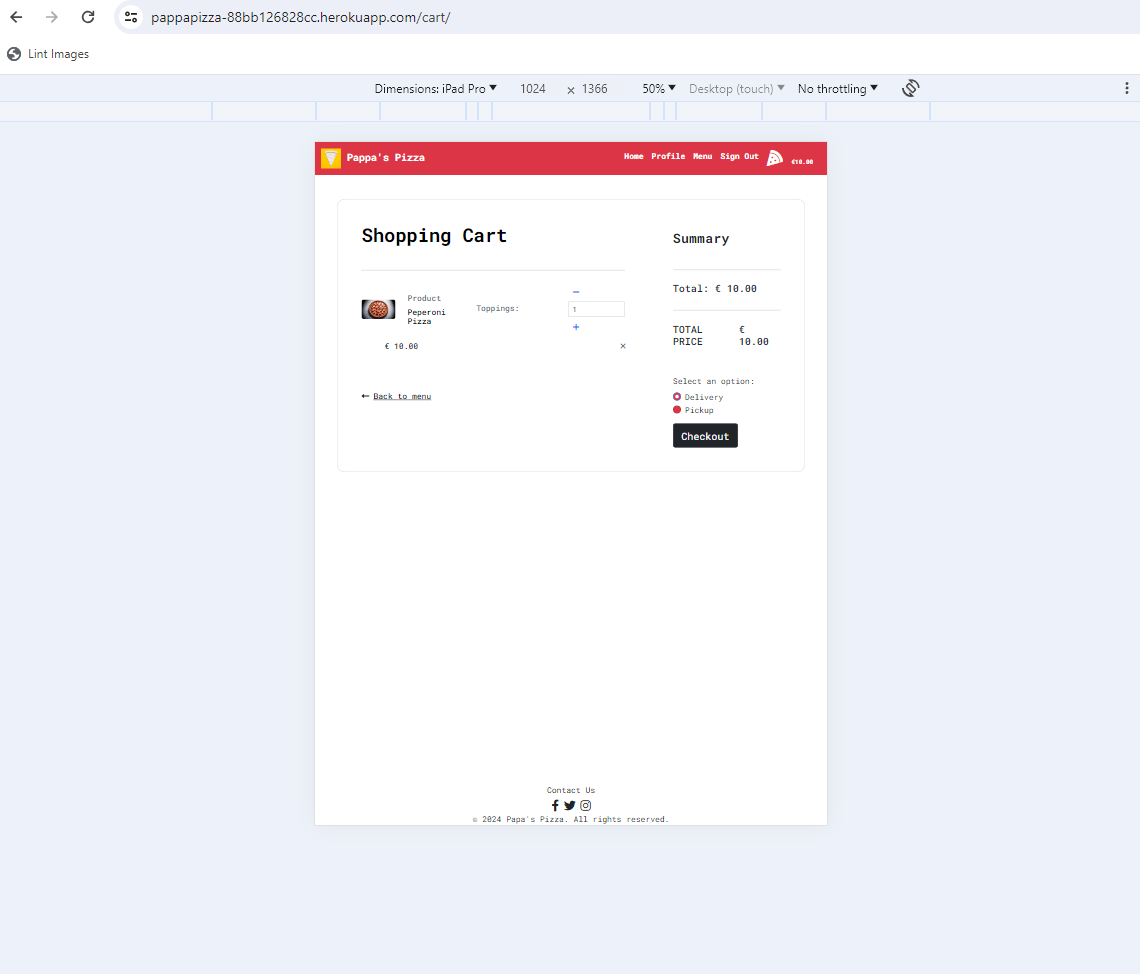 pappapizza-88bb126828cc.herokuapp.com/cart/
Lint Images
Dimensions: iPad Pro 1024 × 1366 50% Desktop (touch) No throttling
Pappa's Pizza Home Profile Menu Sign Out €10.00
Shopping Cart
Product
Peperoni
Pizza
Toppings:
−
1
+
€ 10.00 ×
← Back to menu
Summary
Total: € 10.00
TOTAL PRICE € 10.00
Select an option:
Delivery
Pickup
Checkout
Contact Us
© 2024 Papa's Pizza. All rights reserved.